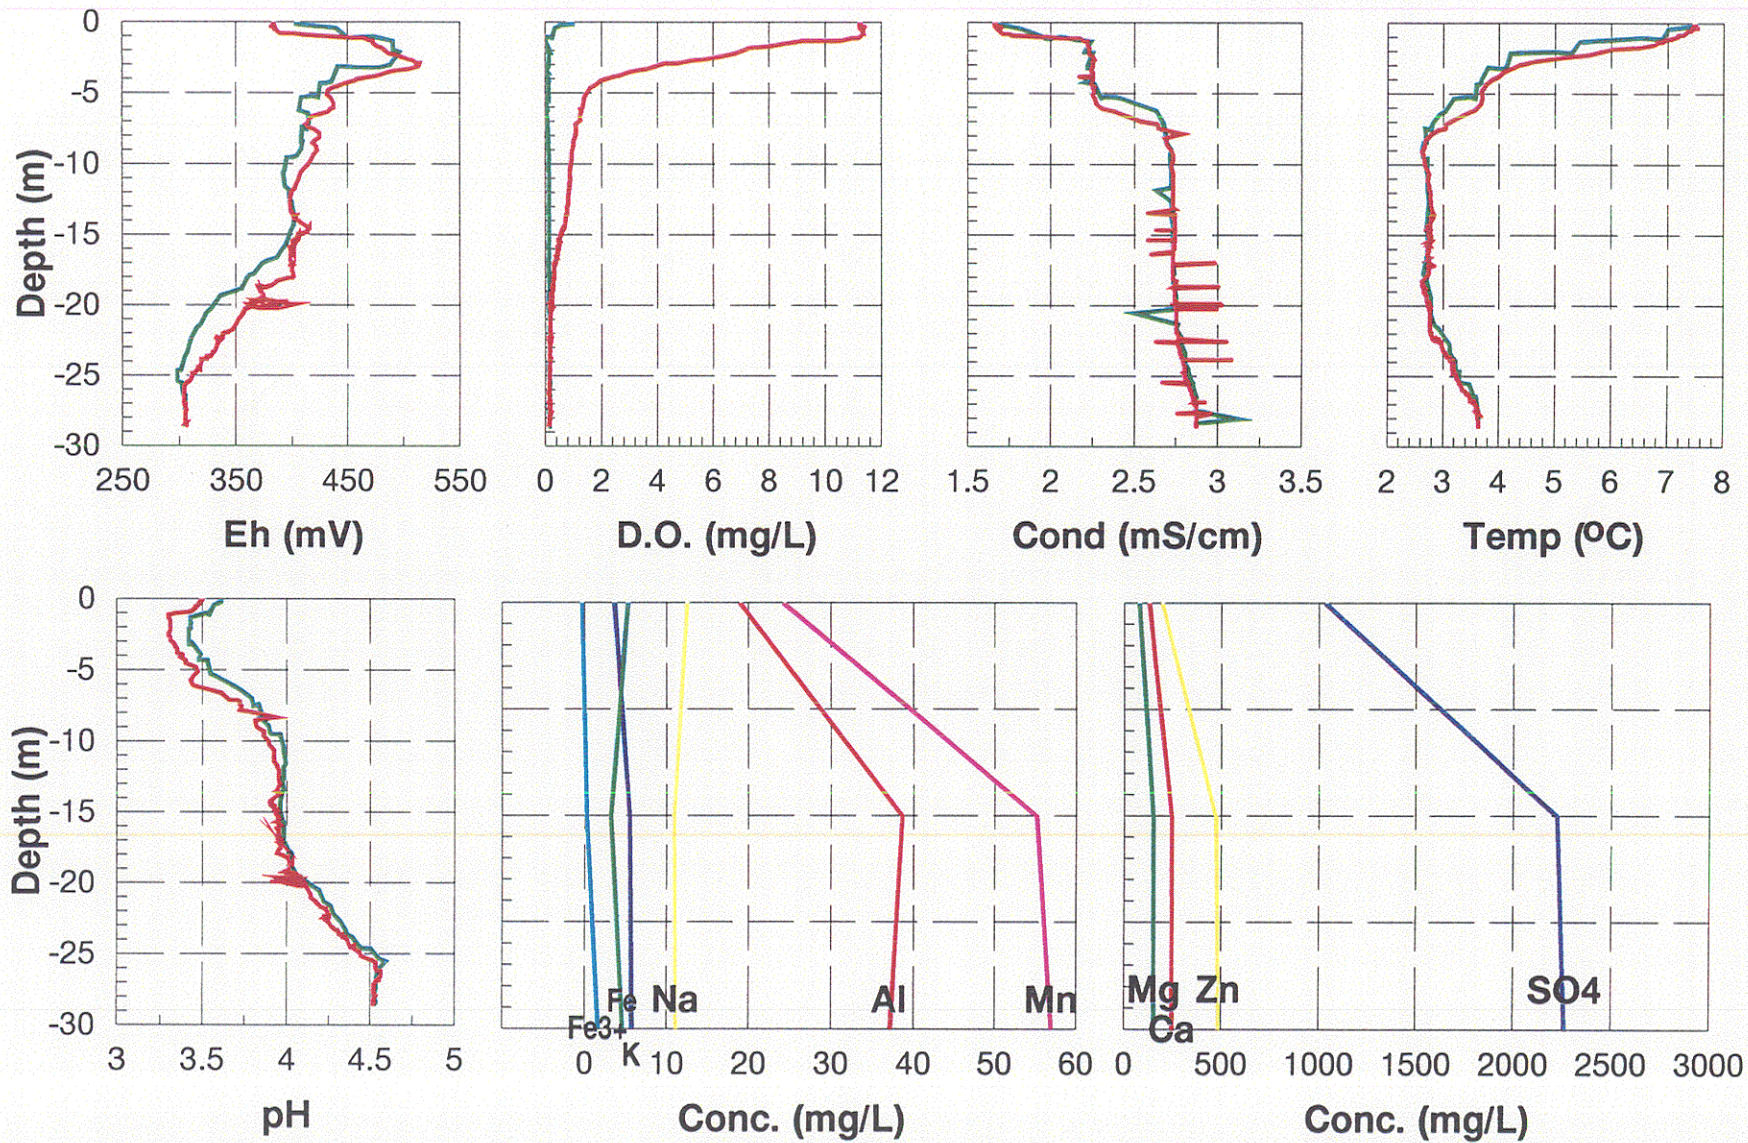 0
-5
-10
-15
-20
-25
-30
Depth (m)
250 350 450 550
Eh (mV)
0 2 4 6 8 10 12
D.O. (mg/L)
1.5 2 2.5 3 3.5
Cond (mS/cm)
2 3 4 5 6 7 8
Temp (ºC)
0
-5
-10
-15
-20
-25
-30
Depth (m)
3 3.5 4 4.5 5
pH
Fe Na Al Mn
Fe3+
K
0 10 20 30 40 50 60
Conc. (mg/L)
Mg Zn SO4
Ca
0 500 1000 1500 2000 2500 3000
Conc. (mg/L)